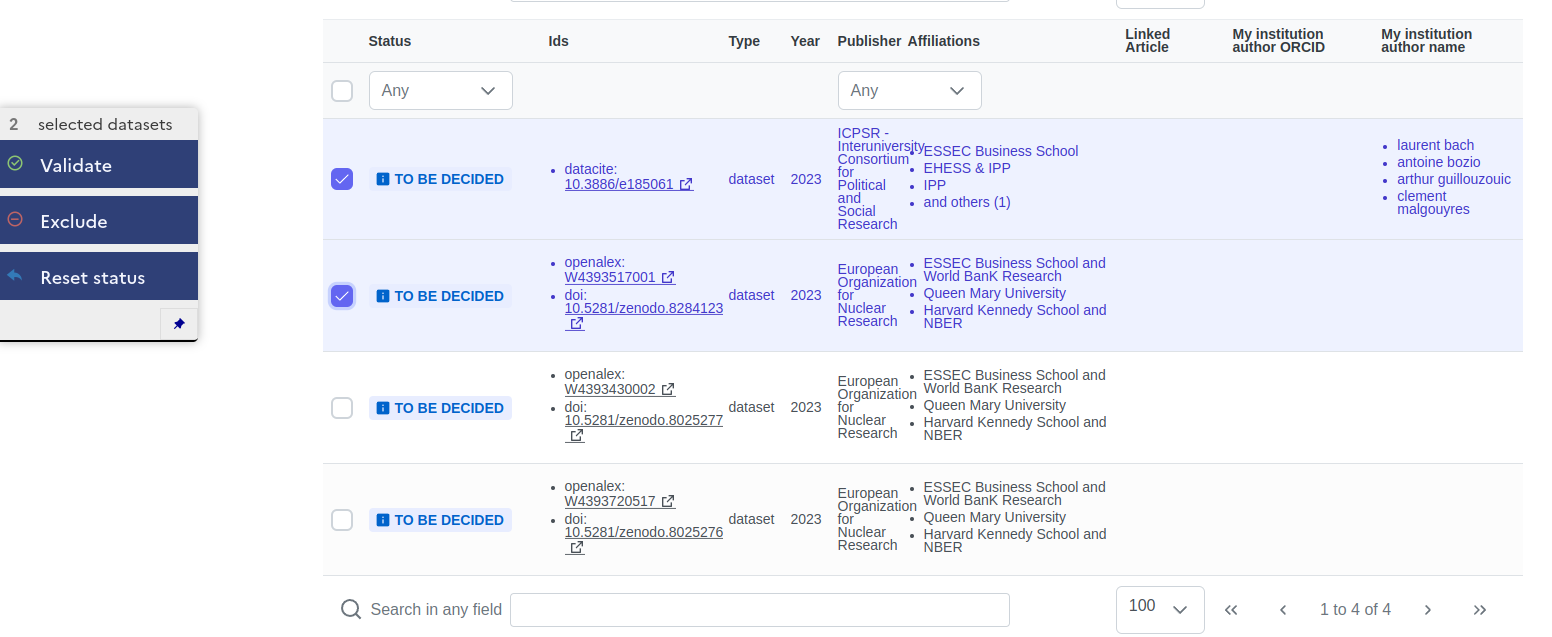 2 selected datasets
Validate
Exclude
Reset status
Status Ids Type Year Publisher Affiliations Linked Article My institution author ORCID My institution author name
Any Any
TO BE DECIDED
datacite:
10.3886/e185061
dataset
2023
ICPSR -
Interuniversity
Consortium
for
Political
and
Social
Research
ESSEC Business School
EHESS & IPP
IPP
and others (1)
laurent bach
antoine bozio
arthur guillouzouic
clement
malgouyres
TO BE DECIDED
openalex:
W4393517001
doi:
10.5281/zenodo.8284123
dataset
2023
European
Organization
for
Nuclear
Research
ESSEC Business School and
World BanK Research
Queen Mary University
Harvard Kennedy School and
NBER
TO BE DECIDED
openalex:
W4393430002
doi:
10.5281/zenodo.8025277
dataset
2023
European
Organization
for
Nuclear
Research
ESSEC Business School and
World BanK Research
Queen Mary University
Harvard Kennedy School and
NBER
TO BE DECIDED
openalex:
W4393720517
doi:
10.5281/zenodo.8025276
dataset
2023
European
Organization
for
Nuclear
Research
ESSEC Business School and
World BanK Research
Queen Mary University
Harvard Kennedy School and
NBER
Search in any field
100
1 to 4 of 4